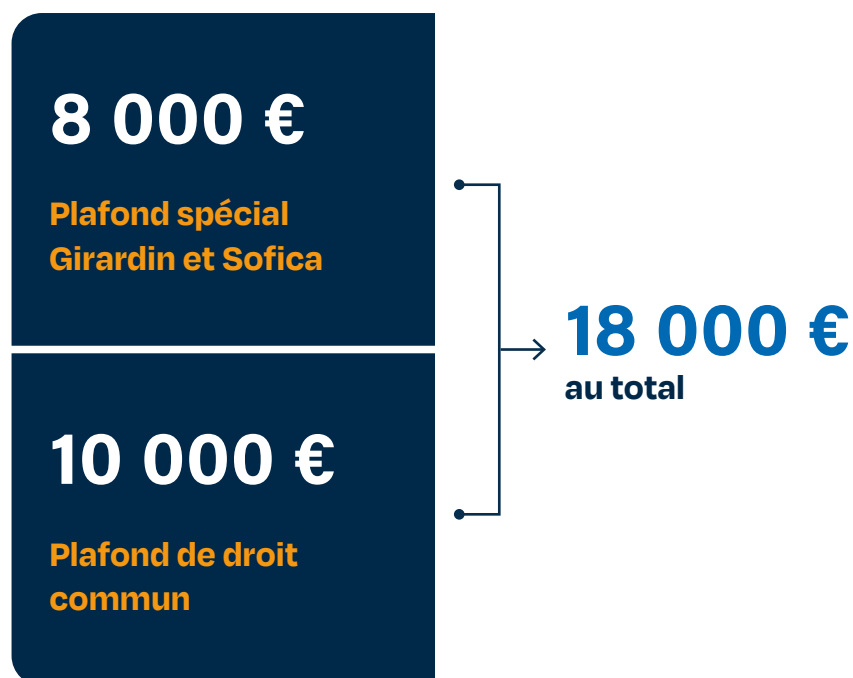 8 000 €
Plafond spécial
Girardin et Sofica
10 000 €
Plafond de droit
commun
18 000 €
au total